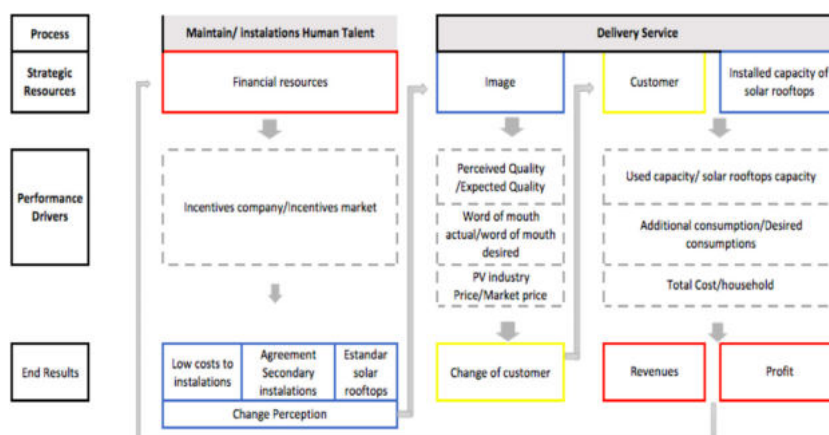 Process
Maintain/ instalations Human Talent
Delivery Service
Strategic
Resources
Financial resources
Image
Customer
Installed capacity of
solar rooftops
Performance
Drivers
Incentives company/Incentives market
Perceived Quality
/Expected Quality
Word of mouth
actual/word of mouth
desired
PV industry
Price/Market price
Used capacity/ solar rooftops capacity
Additional consumption/Desired
consumptions
Total Cost/household
End Results
Low costs to
instalations
Agreement
Secondary
instalations
Estandar
solar
rooftops
Change Perception
Change of customer
Revenues
Profit